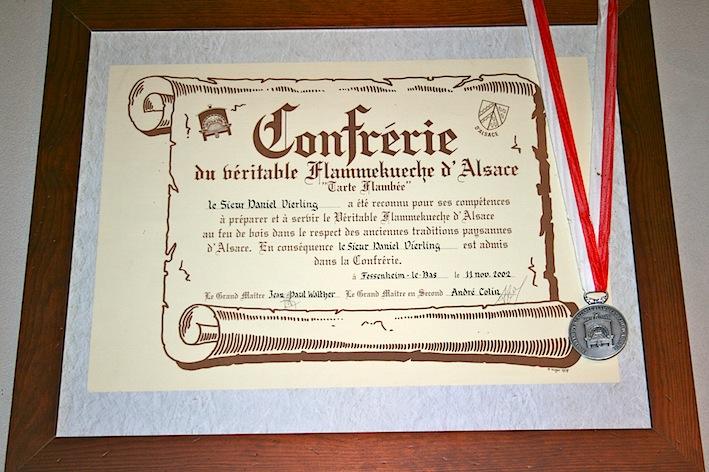 Confrérie
D'ALSACE
du véritable Flammekueche d'Alsace
"Tarte Flambée"
le Sieur Daniel Vierling a été reconnu pour ses compétences
à préparer et à servir le Véritable Flammekueche d'Alsace
au feu de bois dans le respect des anciennes traditions paysannes
d'Alsace. En conséquence le Sieur Daniel Vierling est admis
dans la Confrérie.
à Fessenheim-le-Bas le 11 nov. 2002
Le Grand Maître Jean-Paul Walther Le Grand Maître en Second André Colin